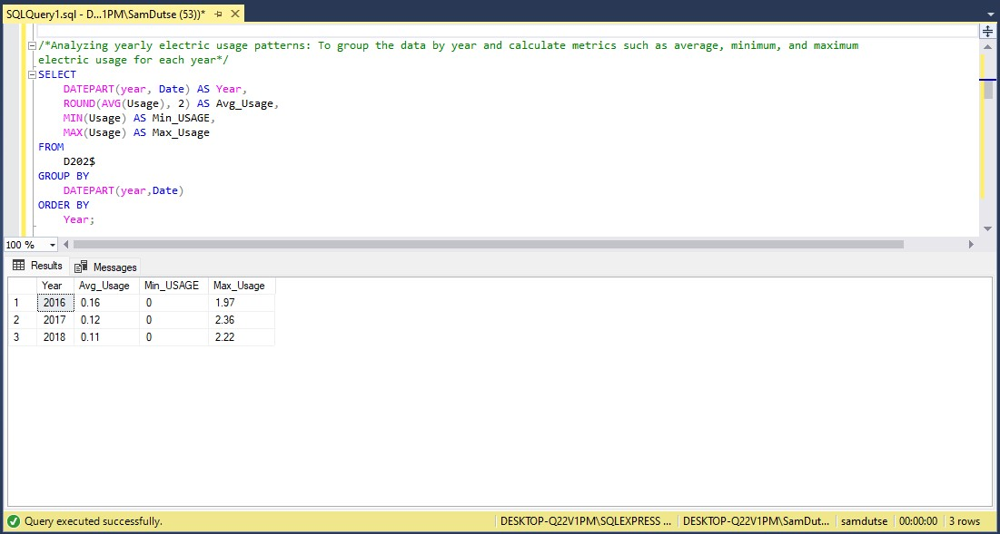 SQLQuery1.sql - D...1PM\SamDutse (53))*
/*Analyzing yearly electric usage patterns: To group the data by year and calculate metrics such as average, minimum, and maximum
electric usage for each year*/
SELECT
DATEPART(year, Date) AS Year,
ROUND(AVG(Usage), 2) AS Avg_Usage,
MIN(Usage) AS Min_USAGE,
MAX(Usage) AS Max_Usage
FROM
D202$
GROUP BY
DATEPART(year,Date)
ORDER BY
Year;
100 %
Results Messages
Year Avg_Usage Min_USAGE Max_Usage
1 2016 0.16 0 1.97
2 2017 0.12 0 2.36
3 2018 0.11 0 2.22
Query executed successfully. DESKTOP-Q22V1PM\SQLEXPRESS ... DESKTOP-Q22V1PM\SamDut... samdutse 00:00:00 3 rows